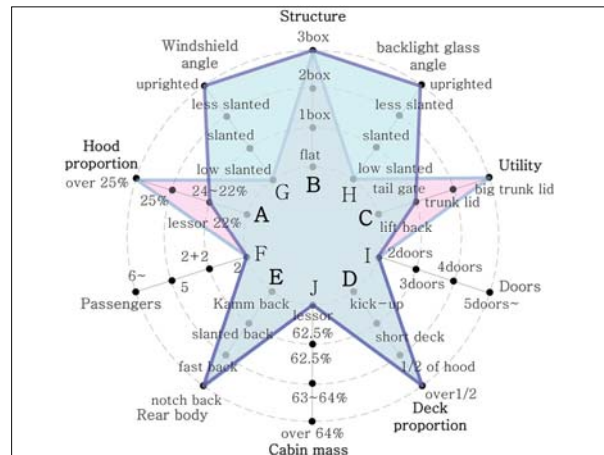 Structure
3box
2box
1box
flat
B
Windshield
angle
uprighted
less slanted
slanted
low slanted
G
backlight glass
angle
uprighted
less slanted
slanted
low slanted
H
Hood
proportion
over 25%
25%
24~22%
lessor 22%
A
Utility
big trunk lid
trunk lid
tail gate
lift back
C
F
2
2+2
5
6~
Passengers
I
2doors
3doors
4doors
5doors~
Doors
E
Kamm back
slanted back
fast back
notch back
Rear body
J
lessor
62.5%
62.5%
63~64%
over 64%
Cabin mass
D
kick-up
short deck
1/2 of hood
over1/2
Deck
proportion